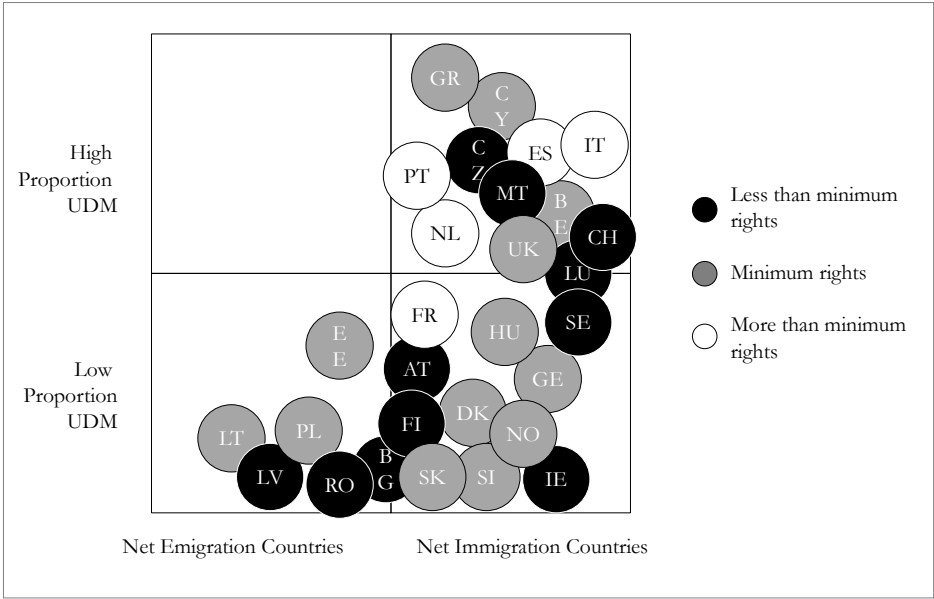 GR
C
Y
High
Proportion
UDM
C
Z
ES
IT
PT
MT
B
E
NL
UK
CH
LU
Less than minimum
rights
Minimum rights
More than minimum
rights
FR
SE
E
E
HU
AT
GE
Low
Proportion
UDM
LT
PL
FI
DK
NO
LV
RO
B
G
SK
SI
IE
Net Emigration Countries
Net Immigration Countries